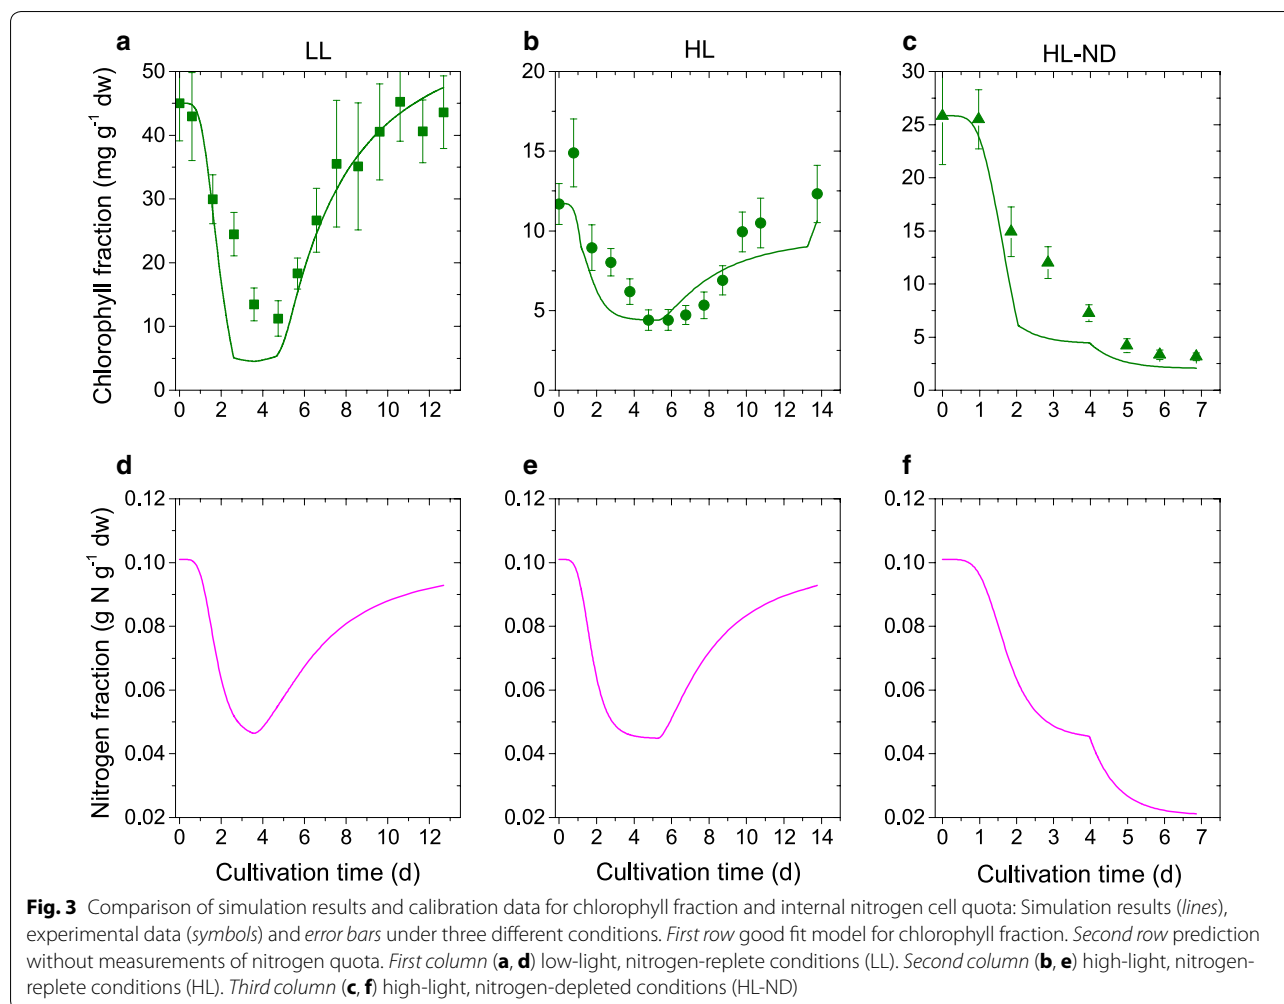 a LL
b HL
c HL-ND
Chlorophyll fraction (mg g⁻¹ dw)
50
40
30
20
10
0
0 2 4 6 8 10 12
20
15
10
5
0
0 2 4 6 8 10 12 14
30
25
20
15
10
5
0
0 1 2 3 4 5 6 7
d
e
f
Nitrogen fraction (g N g⁻¹ dw)
0.12
0.10
0.08
0.06
0.04
0.02
0 2 4 6 8 10 12
Cultivation time (d)
0.12
0.10
0.08
0.06
0.04
0.02
0 2 4 6 8 10 12 14
Cultivation time (d)
0.12
0.10
0.08
0.06
0.04
0.02
0 1 2 3 4 5 6 7
Cultivation time (d)
Fig. 3 Comparison of simulation results and calibration data for chlorophyll fraction and internal nitrogen cell quota: Simulation results (lines),
experimental data (symbols) and error bars under three different conditions. First row good fit model for chlorophyll fraction. Second row prediction
without measurements of nitrogen quota. First column (a, d) low-light, nitrogen-replete conditions (LL). Second column (b, e) high-light, nitrogen-
replete conditions (HL). Third column (c, f) high-light, nitrogen-depleted conditions (HL-ND)